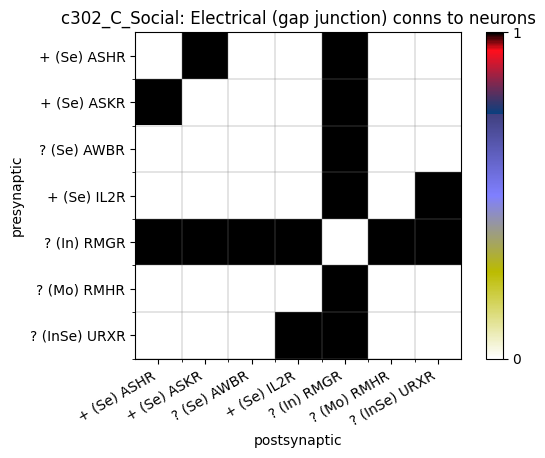 c302_C_Social: Electrical (gap junction) conns to neurons
presynaptic
+ (Se) ASHR
+ (Se) ASKR
? (Se) AWBR
+ (Se) IL2R
? (In) RMGR
? (Mo) RMHR
? (InSe) URXR
+ (Se) ASHR
+ (Se) ASKR
? (Se) AWBR
+ (Se) IL2R
? (In) RMGR
? (Mo) RMHR
? (InSe) URXR
postsynaptic
1
0